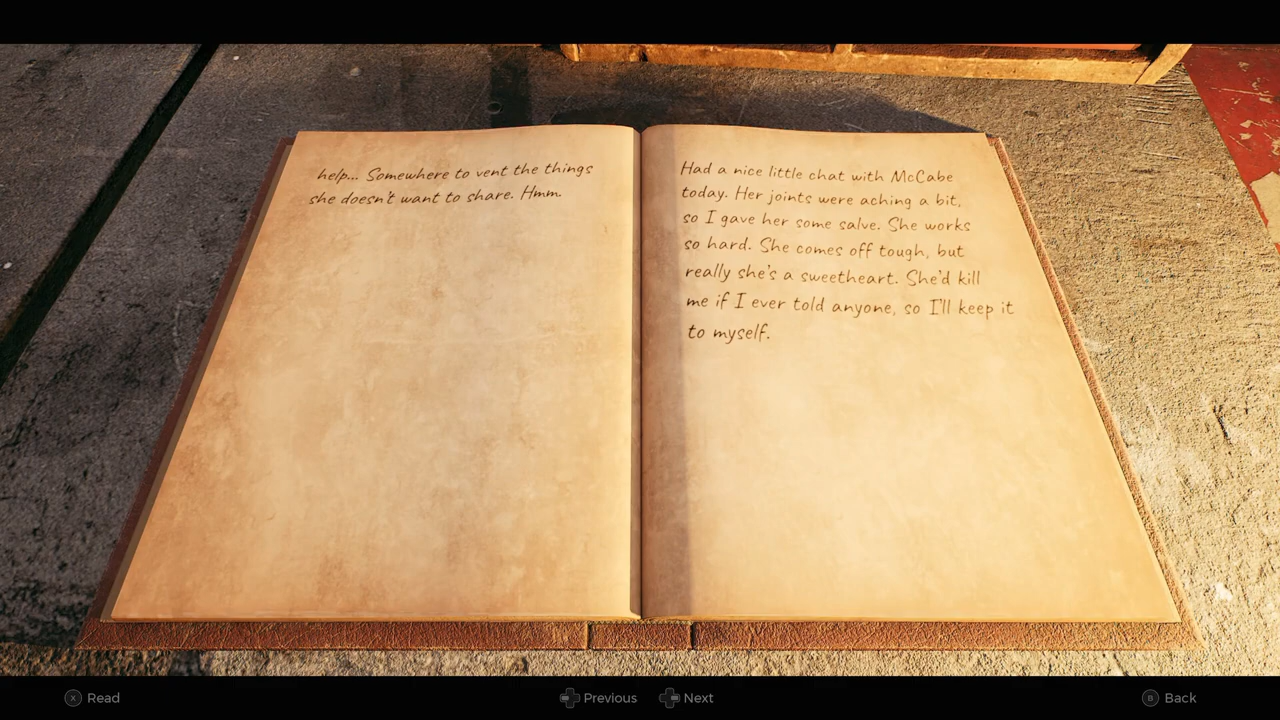 help... Somewhere to vent the things
she doesn't want to share. Hmm.
Had a nice little chat with McCabe
today. Her joints were aching a bit,
so I gave her some salve. She works
so hard. She comes off tough, but
really she's a sweetheart. She'd kill
me if I ever told anyone, so I'll keep it
to myself.
X Read
Previous
Next
B Back